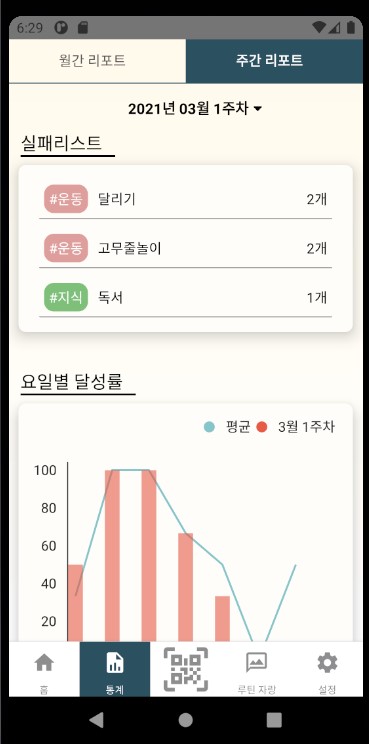 6:29
월간 리포트 주간 리포트
2021년 03월 1주차
실패리스트
#운동 달리기 2개
#운동 고무줄놀이 2개
#지식 독서 1개
요일별 달성률
평균 3월 1주차
100
80
60
40
20
홈 통계 루틴 자랑 설정